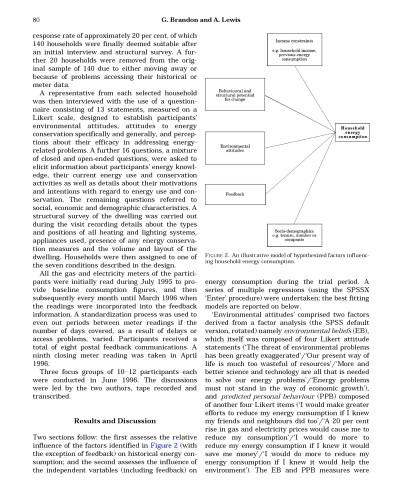 80
G. Brandon and A. Lewis
response rate of approximately 20 per cent, of which
140 households were finally deemed suitable after
an initial interview and structural survey. A fur-
ther 20 households were removed from the orig-
inal sample of 140 due to either moving away or
because of problems accessing their historical or
meter data.
A representative from each selected household
was then interviewed with the use of a question-
naire consisting of 13 statements, measured on a
Likert scale, designed to establish participants'
environmental attitudes, attitudes to energy
conservation specifically and generally, and percep-
tions about their efficacy in addressing energy-
related problems. A further 16 questions, a mixture
of closed and open-ended questions, were asked to
elicit information about participants' energy knowl-
edge, their current energy use and conservation
activities as well as details about their motivations
and intentions with regard to energy use and con-
servation. The remaining questions referred to
social, economic and demographic characteristics. A
structural survey of the dwelling was carried out
during the visit recording details about the types
and positions of all heating and lighting systems,
appliances used, presence of any energy conserva-
tion measures and the volume and layout of the
dwelling. Households were then assigned to one of
the seven conditions described in the design.
All the gas and electricity meters of the partici-
pants were initially read during July 1995 to pro-
vide baseline consumption figures, and then
subsequently every month until March 1996 when
the readings were incorporated into the feedback
information. A standardization process was used to
even out periods between meter readings if the
number of days covered, as a result of delays or
access problems, varied. Participants received a
total of eight postal feedback communications. A
ninth closing meter reading was taken in April
1996.
Three focus groups of 10–12 participants each
were conducted in June 1996. The discussions
were led by the two authors, tape recorded and
transcribed.
Results and Discussion
Two sections follow: the first assesses the relative
influence of the factors identified in Figure 2 (with
the exception of feedback) on historical energy con-
sumption; and the second assesses the influence of
the independent variables (including feedback) on
Income constraints
e.g. household income,
previous energy
consumption
Behavioural and
structural potential
for change
Environmental
attitudes
Feedback
Socio-demographics
e.g. tenure, number of
occupants
Household
energy
consumption
FIGURE 2. An illustrative model of hypothesized factors influenc-
ing household energy consumption.
energy consumption during the trial period. A
series of multiple regressions (using the SPSSX
'Enter' procedure) were undertaken; the best fitting
models are reported on below.
'Environmental attitudes' comprised two factors
derived from a factor analysis (the SPSS default
version, rotated) namely environmental beliefs (EB),
which itself was composed of four Likert attitude
statements ('The threat of environmental problems
has been greatly exaggerated'/'Our present way of
life is much too wasteful of resources'/'More and
better science and technology are all that is needed
to solve our energy problems'/'Energy problems
must not stand in the way of economic growth'),
and predicted personal behaviour (PPB) composed
of another four Likert items ('I would make greater
efforts to reduce my energy consumption if I knew
my friends and neighbours did too'/'A 20 per cent
rise in gas and electricity prices would cause me to
reduce my consumption'/'I would do more to
reduce my energy consumption if I knew it would
save me money'/'I would do more to reduce my
energy consumption if I knew it would help the
environment'). The EB and PPB measures were